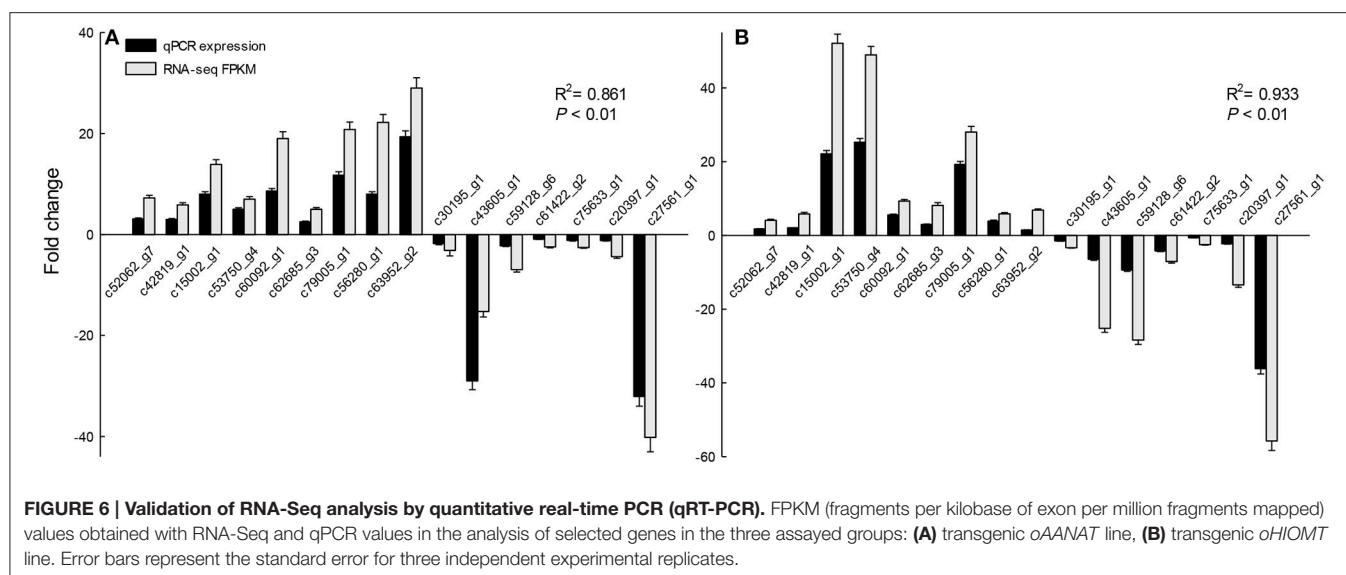 A
qPCR expression
RNA-seq FPKM
R2= 0.861
P < 0.01
Fold change
40
20
0
-20
-40
c52062_g7
c42819_g1
c15002_g1
c53750_g4
c60092_g1
c62685_g3
c79005_g1
c56280_g1
c63952_g2
c30195_g1
c43605_g1
c59128_g6
c61422_g2
c75633_g1
c20397_g1
c27561_g1
B
R2= 0.933
P < 0.01
40
20
0
-20
-40
-60
c52062_g7
c42819_g1
c15002_g1
c53750_g4
c60092_g1
c62685_g3
c79005_g1
c56280_g1
c63952_g2
c30195_g1
c43605_g1
c59128_g6
c61422_g2
c75633_g1
c20397_g1
c27561_g1
FIGURE 6 | Validation of RNA-Seq analysis by quantitative real-time PCR (qRT-PCR). FPKM (fragments per kilobase of exon per million fragments mapped)
values obtained with RNA-Seq and qPCR values in the analysis of selected genes in the three assayed groups: (A) transgenic oAANAT line, (B) transgenic oHIOMT
line. Error bars represent the standard error for three independent experimental replicates.